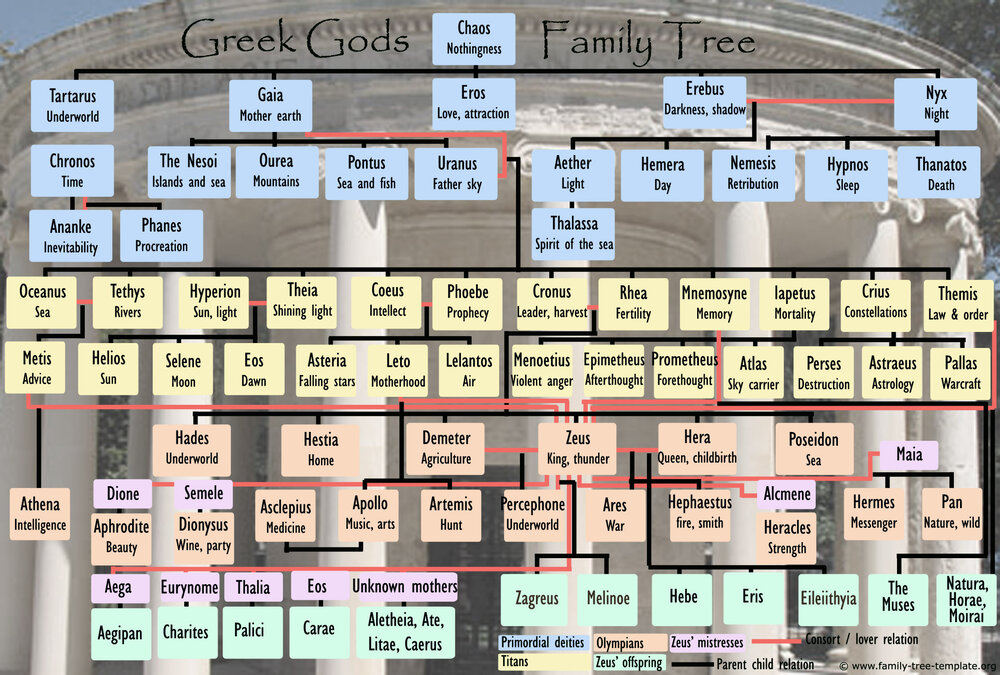 Greek Gods Family Tree
Chaos
Nothingness
Tartarus
Underworld
Gaia
Mother earth
Eros
Love, attraction
Erebus
Darkness, shadow
Nyx
Night
Chronos
Time
The Nesoi
Islands and sea
Ourea
Mountains
Pontus
Sea and fish
Uranus
Father sky
Aether
Light
Hemera
Day
Nemesis
Retribution
Hypnos
Sleep
Thanatos
Death
Ananke
Inevitability
Phanes
Procreation
Thalassa
Spirit of the sea
Oceanus
Sea
Tethys
Rivers
Hyperion
Sun, light
Theia
Shining light
Coeus
Intellect
Phoebe
Prophecy
Cronus
Leader, harvest
Rhea
Fertility
Mnemosyne
Memory
Iapetus
Mortality
Crius
Constellations
Themis
Law & order
Metis
Advice
Helios
Sun
Selene
Moon
Eos
Dawn
Asteria
Falling stars
Leto
Motherhood
Lelantos
Air
Menoetius
Violent anger
Epimetheus
Afterthought
Prometheus
Forethought
Atlas
Sky carrier
Perses
Destruction
Astraeus
Astrology
Pallas
Warcraft
Hades
Underworld
Hestia
Home
Demeter
Agriculture
Zeus
King, thunder
Hera
Queen, childbirth
Poseidon
Sea
Maia
Athena
Intelligence
Dione
Aphrodite
Beauty
Semele
Dionysus
Wine, party
Asclepius
Medicine
Apollo
Music, arts
Artemis
Hunt
Percephone
Underworld
Ares
War
Hephaestus
fire, smith
Alcmene
Heracles
Strength
Hermes
Messenger
Pan
Nature, wild
Aega
Eurynome
Thalia
Eos
Unknown mothers
Aegipan
Charites
Palici
Carae
Aletheia, Ate,
Litae, Caerus
Zagreus
Melinoe
Hebe
Eris
Eileiithyia
The
Muses
Natura,
Horae,
Moirai
Primordial deities
Olympians
Zeus' mistresses
Consort / lover relation
Titans
Zeus' offspring
Parent child relation
© www.family-tree-template.org